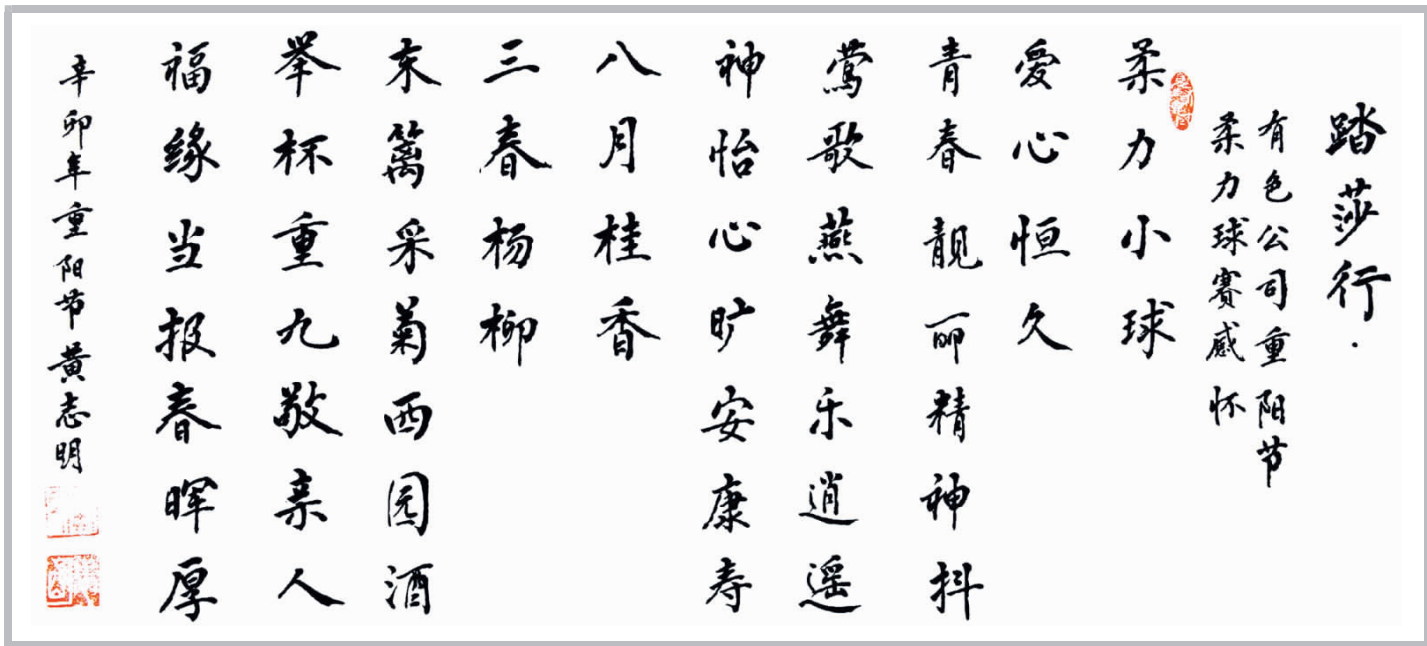 踏莎行·
有色公司重阳节
柔力球赛感怀
柔力小球
爱心恒久
青春靓丽精神抖
莺歌燕舞乐逍遥
神怡心旷安康寿
八月桂香
三春杨柳
东篱采菊西园酒
举杯重九敬亲人
福缘当报春晖厚
辛卯年重阳节黄志明